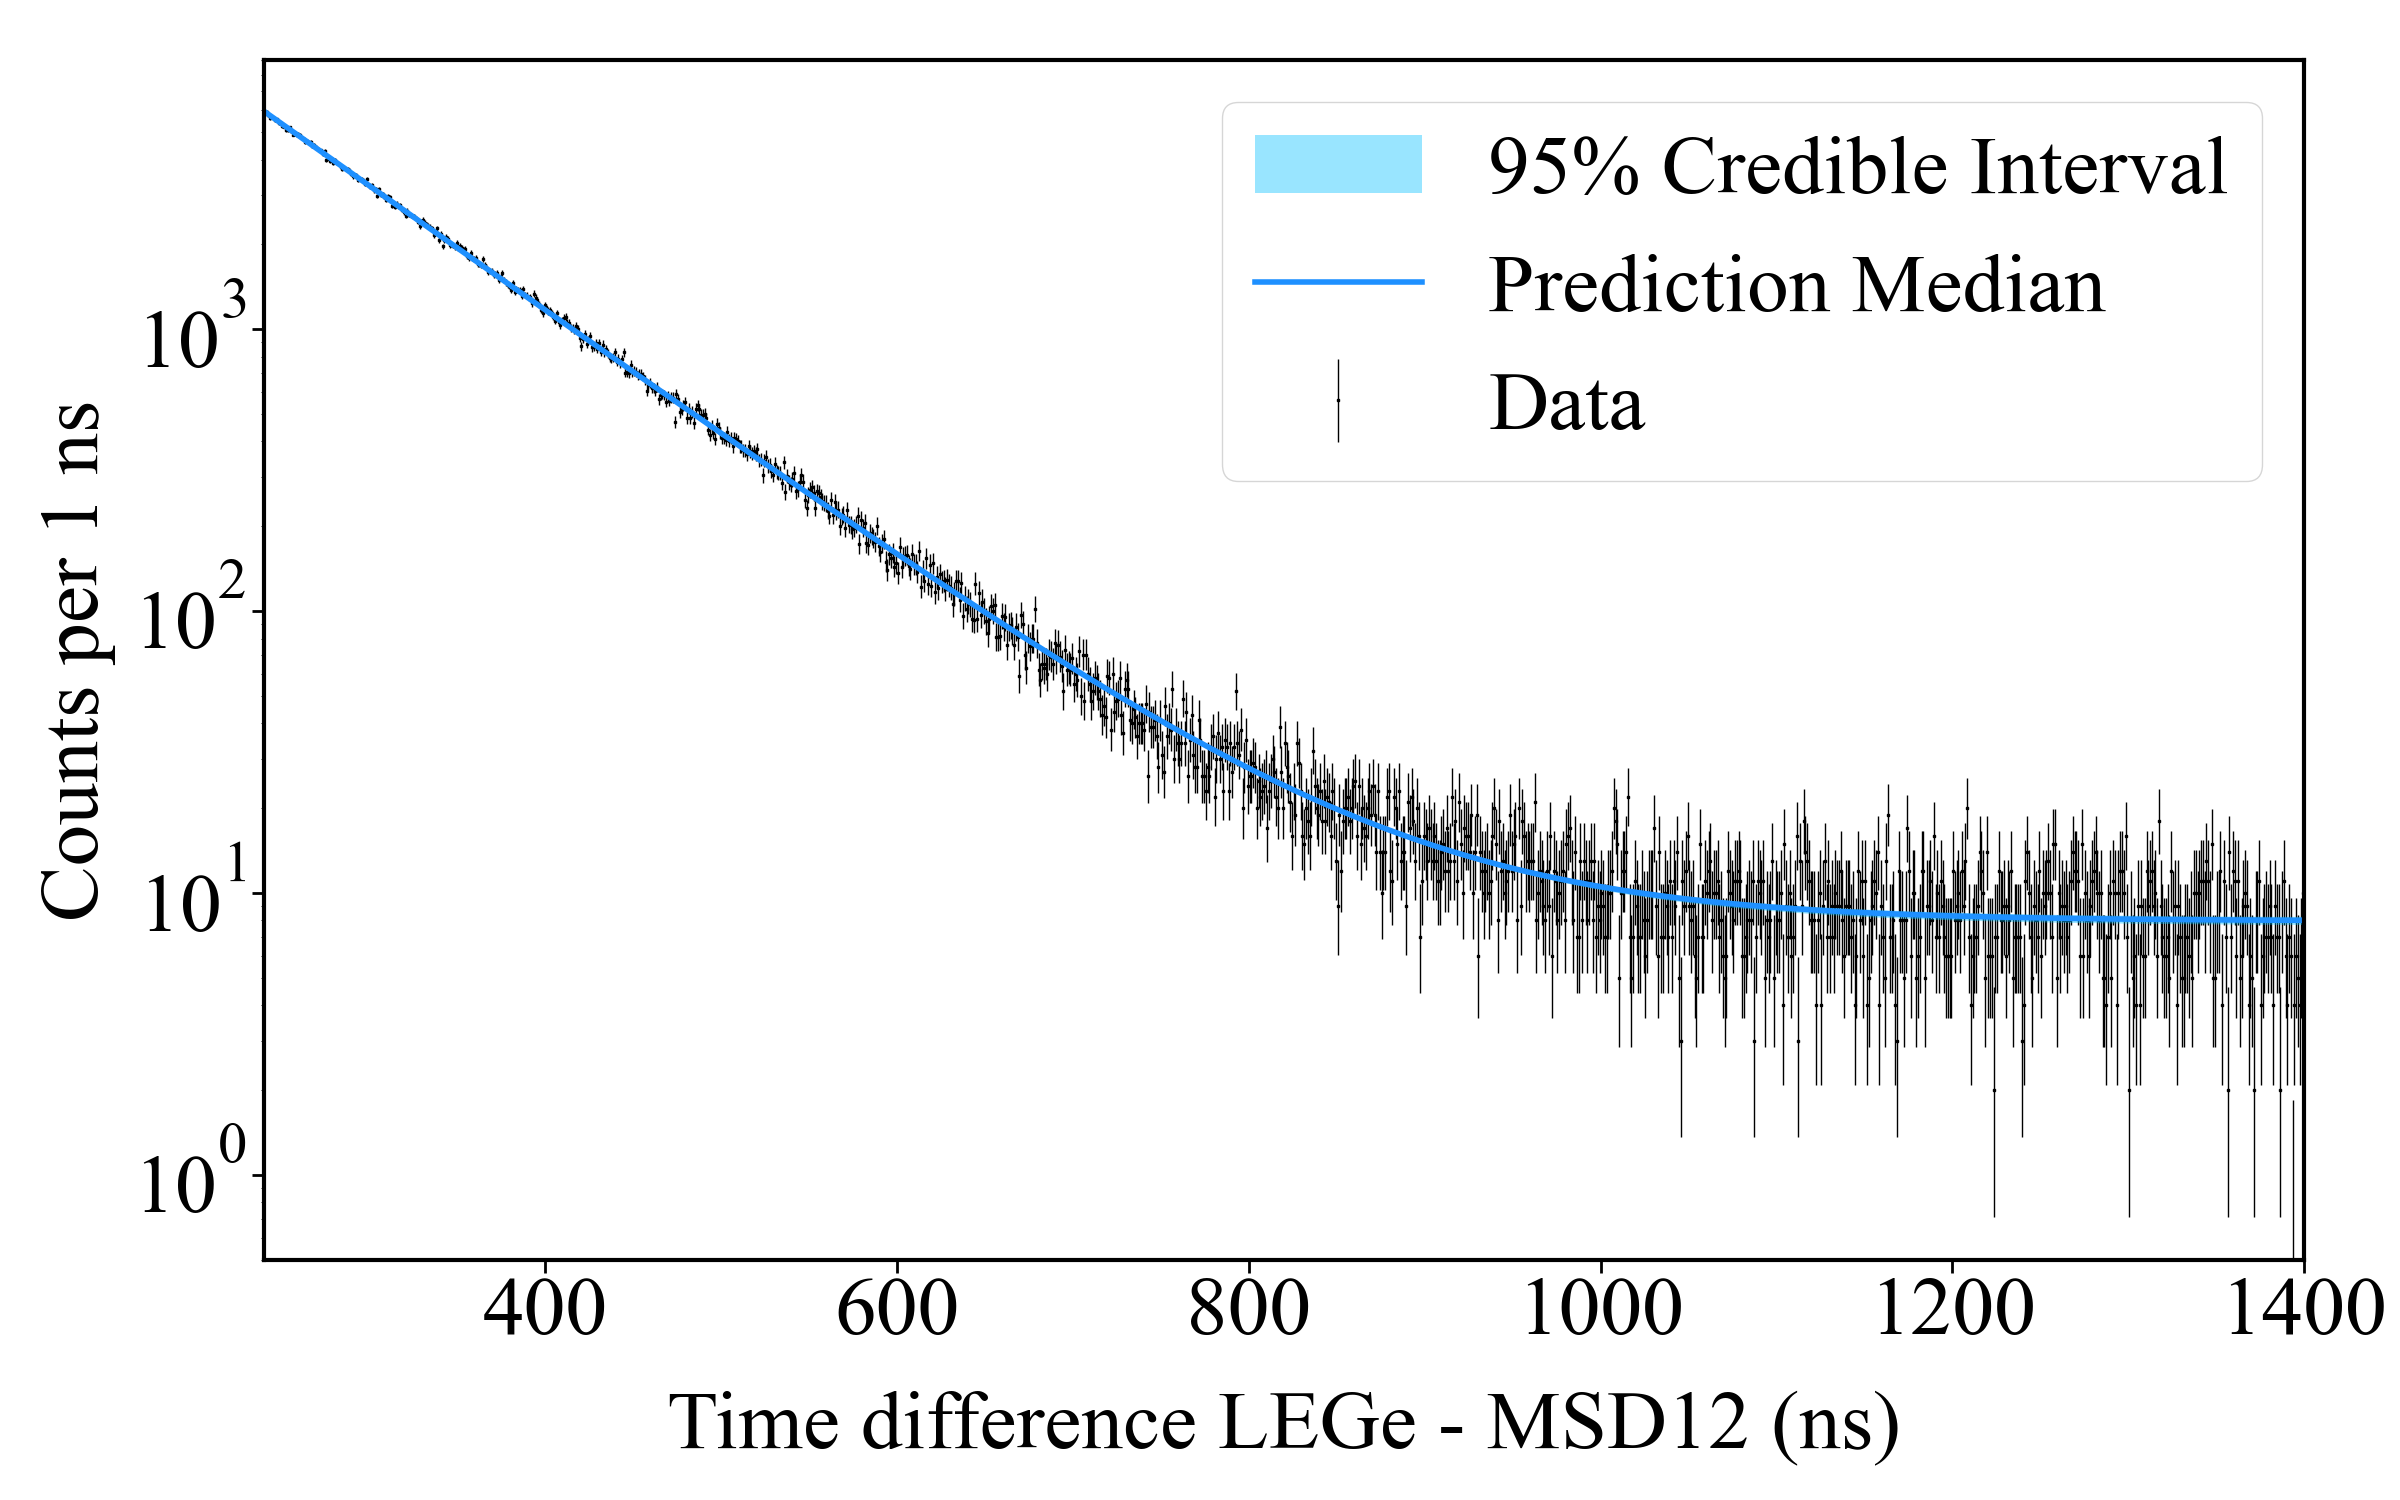 95% Credible Interval
Prediction Median
Data
Counts per 1 ns
10^3
10^2
10^1
10^0
400 600 800 1000 1200 1400
Time difference LEGe - MSD12 (ns)